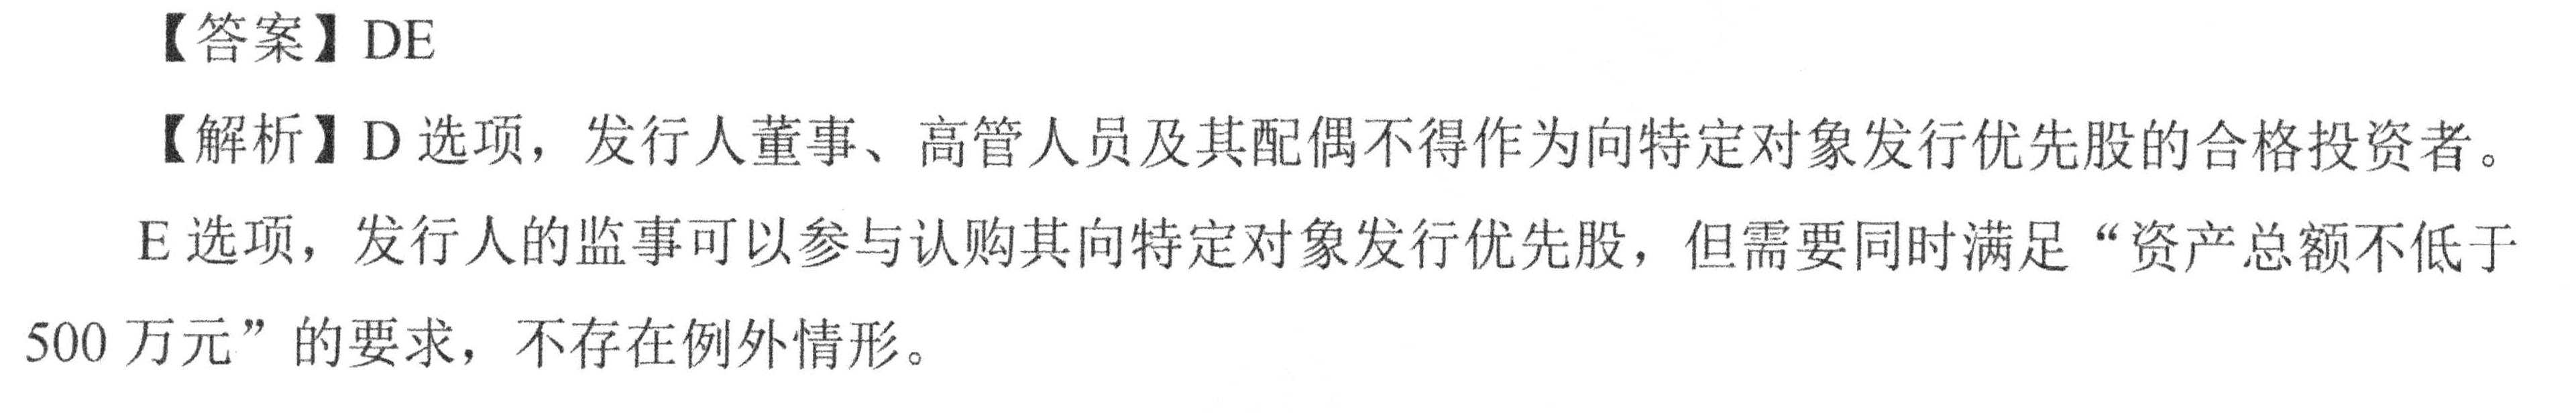 【答案】DE
【解析】D 选项，发行人董事、高管人员及其配偶不得作为向特定对象发行优先股的合格投资者。
E 选项，发行人的监事可以参与认购其向特定对象发行优先股，但需要同时满足“资产总额不低于
500 万元”的要求，不存在例外情形。